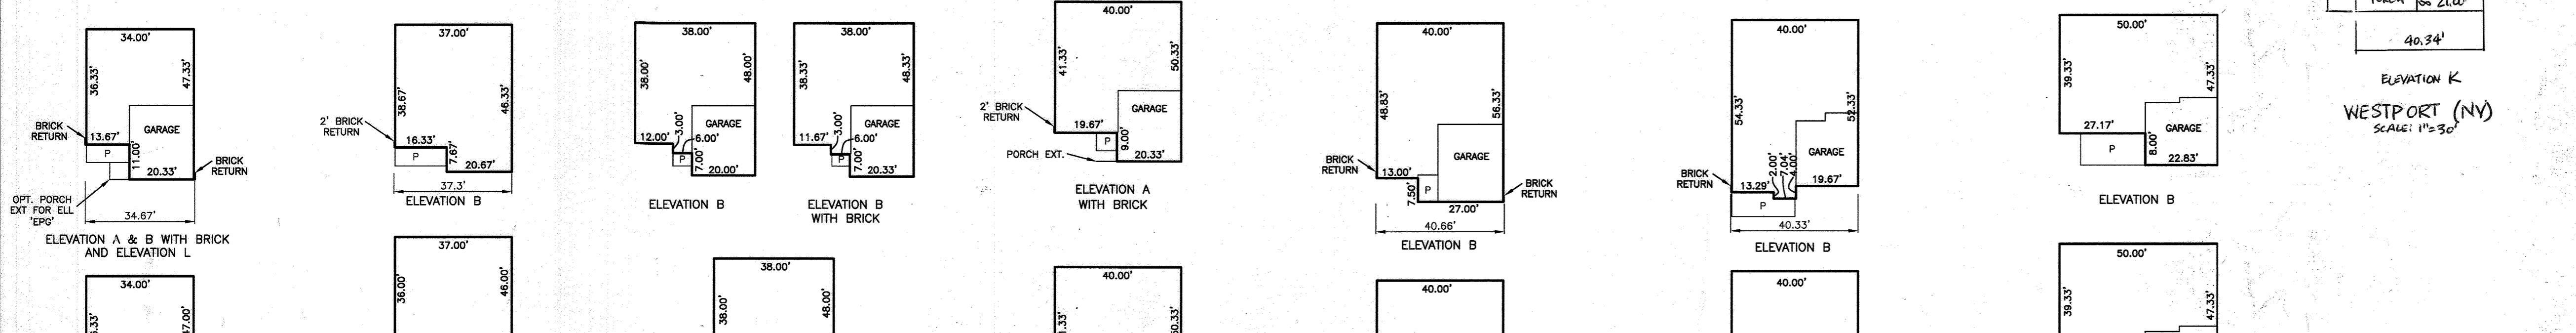 34.00'
36.33'
47.33'
BRICK
RETURN
13.67'
GARAGE
P
11.00'
20.33'
BRICK
RETURN
OPT. PORCH
EXT FOR ELL
'EPG'
34.67'
ELEVATION A & B WITH BRICK
AND ELEVATION L
34.00'
47.00'
37.00'
38.67'
46.33'
2' BRICK
RETURN
16.33'
P
7.67'
20.67'
37.3'
ELEVATION B
37.00'
36.00'
46.00'
38.00'
38.00'
48.00'
GARAGE
12.00'
3.00'
6.00'
P
7.00'
20.00'
ELEVATION B
38.00'
38.33'
48.33'
GARAGE
11.67'
3.00'
6.00'
P
7.00'
20.33'
ELEVATION B
WITH BRICK
38.00'
38.00'
48.00'
40.00'
41.33'
50.33'
2' BRICK
RETURN
19.67'
GARAGE
P
9.00'
PORCH EXT.
20.33'
ELEVATION A
WITH BRICK
40.00'
40.00'
48.83'
56.33'
GARAGE
BRICK
RETURN
13.00'
P
7.50'
27.00'
BRICK
RETURN
40.66'
ELEVATION B
40.00'
40.00'
54.33'
52.33'
GARAGE
BRICK
RETURN
13.29'
2.00'
7.04'
4.00'
19.67'
P
40.33'
ELEVATION B
40.00'
50.00'
39.33'
47.33'
27.17'
GARAGE
P
8.00'
22.83'
ELEVATION B
50.00'
39.33'
47.33'
40.34'
ELEVATION K
WESTPORT (NV)
SCALE: 1"=30'